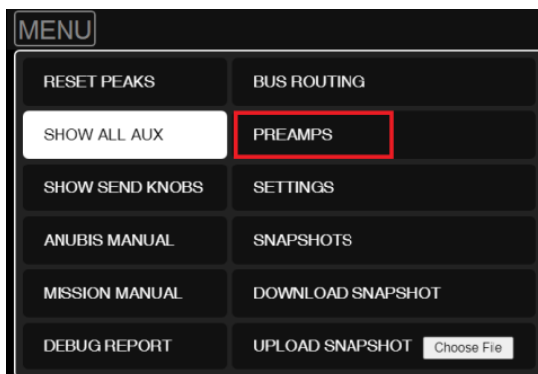 MENU
RESET PEAKS
BUS ROUTING
SHOW ALL AUX
PREAMPS
SHOW SEND KNOBS
SETTINGS
ANUBIS MANUAL
SNAPSHOTS
MISSION MANUAL
DOWNLOAD SNAPSHOT
DEBUG REPORT
UPLOAD SNAPSHOT Choose File